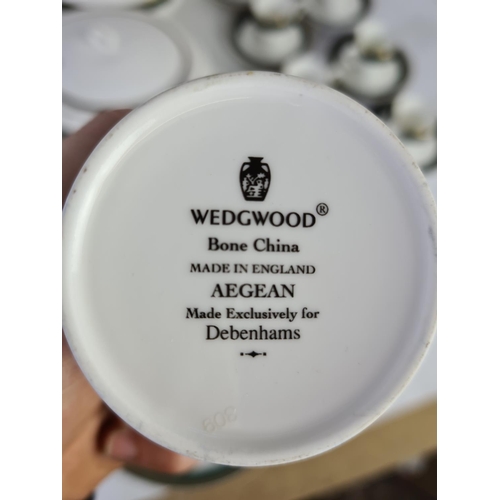 WEDGWOOD®
Bone China
MADE IN ENGLAND
AEGEAN
Made Exclusively for
Debenhams